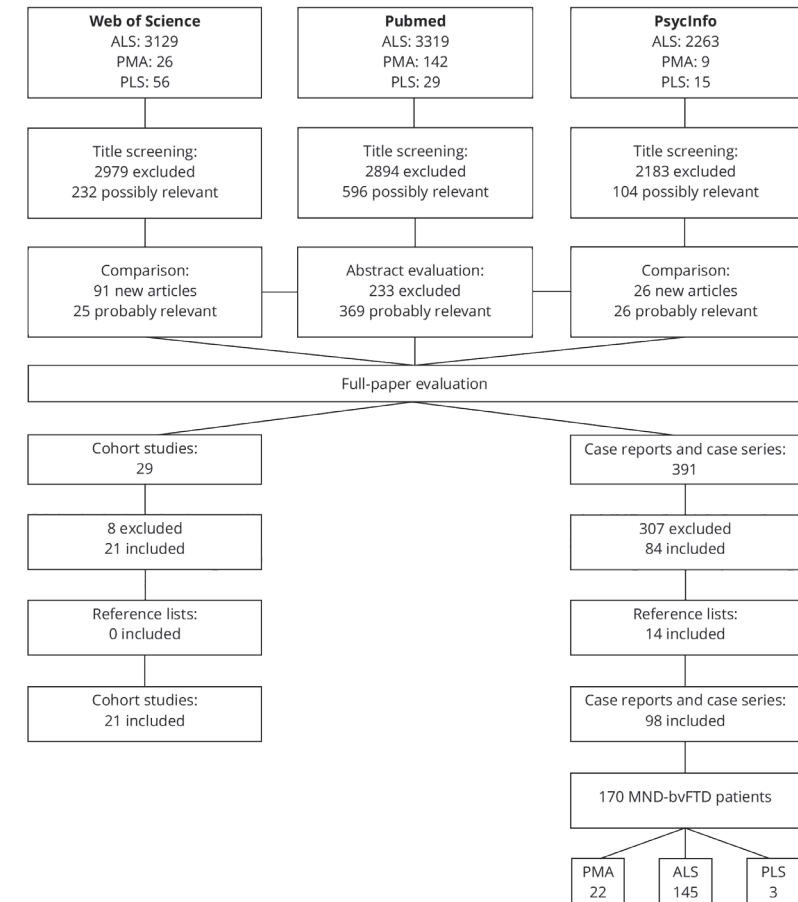 Web of Science
ALS: 3129
PMA: 26
PLS: 56
Pubmed
ALS: 3319
PMA: 142
PLS: 29
PsycInfo
ALS: 2263
PMA: 9
PLS: 15
Title screening:
2979 excluded
232 possibly relevant
Title screening:
2894 excluded
596 possibly relevant
Title screening:
2183 excluded
104 possibly relevant
Comparison:
91 new articles
25 probably relevant
Abstract evaluation:
233 excluded
369 probably relevant
Comparison:
26 new articles
26 probably relevant
Full-paper evaluation
Cohort studies:
29
Case reports and case series:
391
8 excluded
21 included
307 excluded
84 included
Reference lists:
0 included
Reference lists:
14 included
Cohort studies:
21 included
Case reports and case series:
98 included
170 MND-bvFTD patients
PMA
22
ALS
145
PLS
3